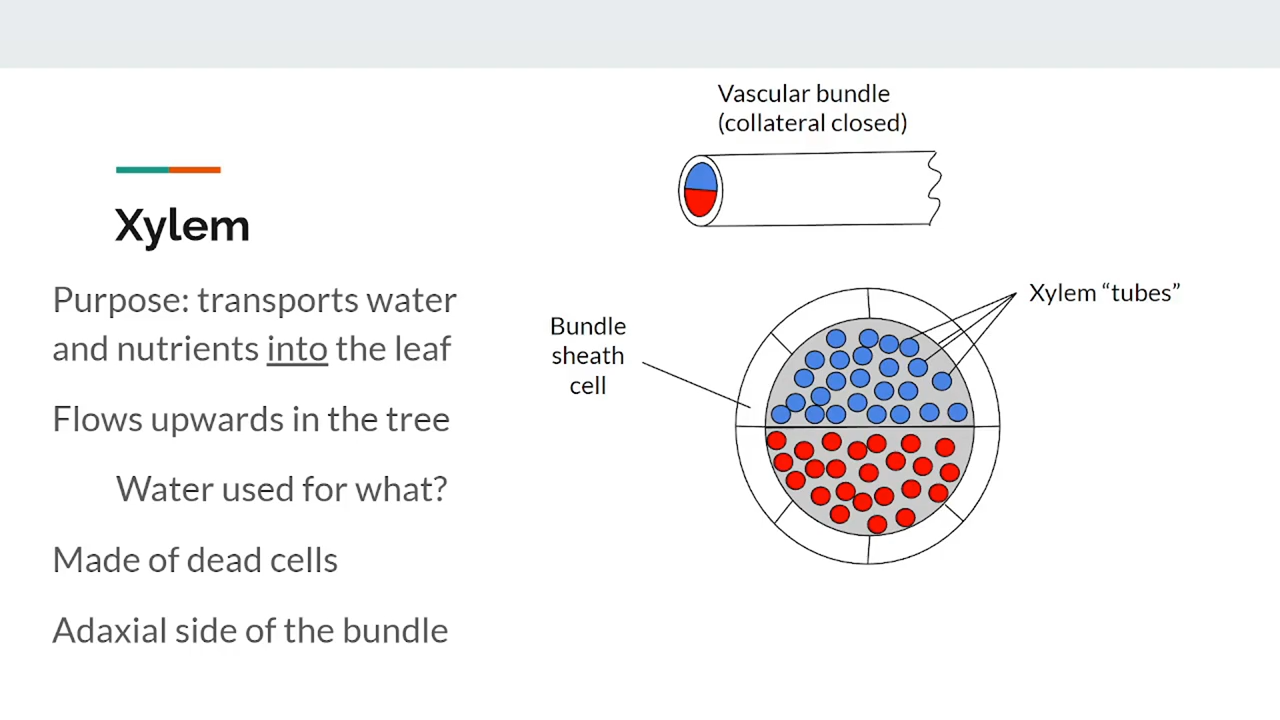 Xylem
Purpose: transports water
and nutrients into the leaf
Flows upwards in the tree
Water used for what?
Made of dead cells
Adaxial side of the bundle
Vascular bundle
(collateral closed)
Xylem “tubes”
Bundle
sheath
cell